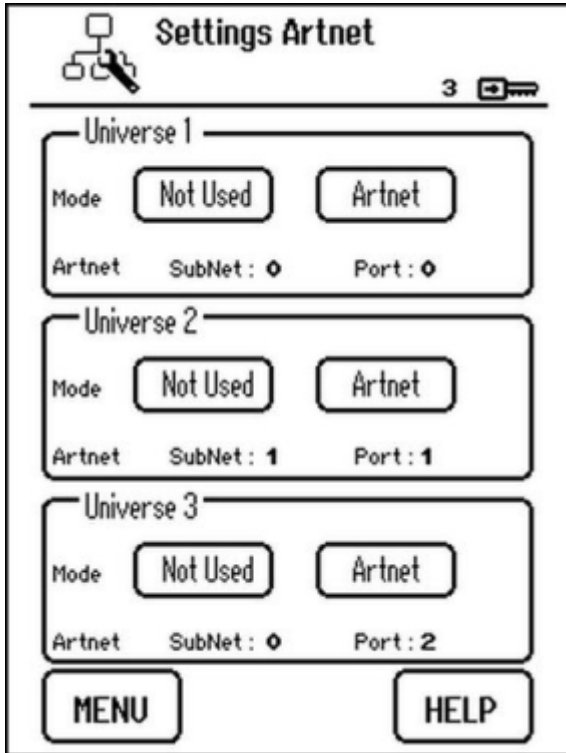 Settings Artnet
3
Universe 1
Mode Not Used Artnet
Artnet SubNet: 0 Port: 0
Universe 2
Mode Not Used Artnet
Artnet SubNet: 1 Port: 1
Universe 3
Mode Not Used Artnet
Artnet SubNet: 0 Port: 2
MENU HELP